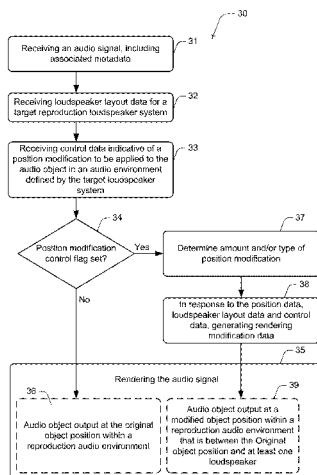 30
31
Receiving an audio signal, including
associated metadata
32
Receiving loudspeaker layout data for a
target reproduction loudspeaker system
33
Receiving control data indicative of a
position modification to be applied to the
audio object in an audio environment
defined by the target loudspeaker
system
34
Position modification
control flag set?
Yes
No
37
Determine amount and/or type of
position modification
38
In response to the position data,
loudspeaker layout data and control
data, generating rendering
modification data
35
Rendering the audio signal
36
Audio object output at the original
object position within a
reproduction audio environment
39
Audio object output at a
modified object position within a
reproduction audio environment
that is between the Original
object position and at least one
loudspeaker